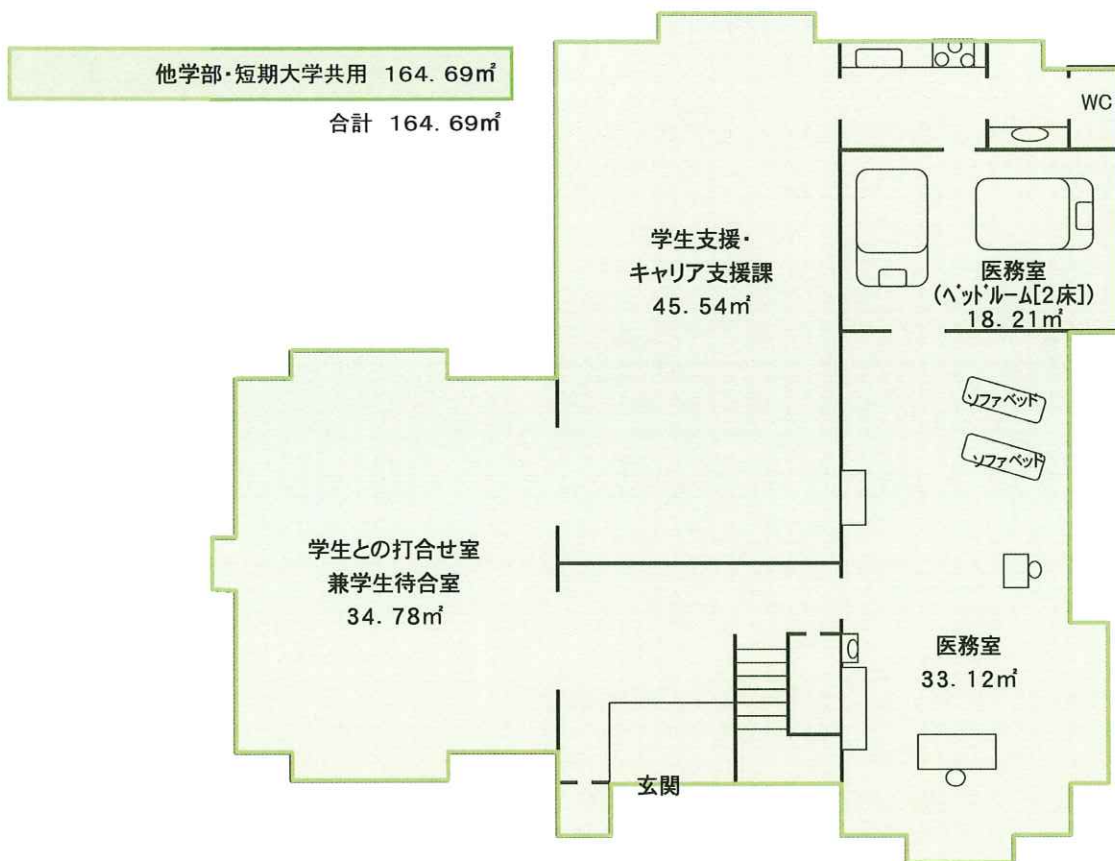 他学部・短期大学共用 164.69㎡
合計 164.69㎡
WC
学生支援・
キャリア支援課
45.54㎡
医務室
(ベッドルーム[2床])
18.21㎡
ソファベッド
ソファベッド
学生との打合せ室
兼学生待合室
34.78㎡
医務室
33.12㎡
玄関